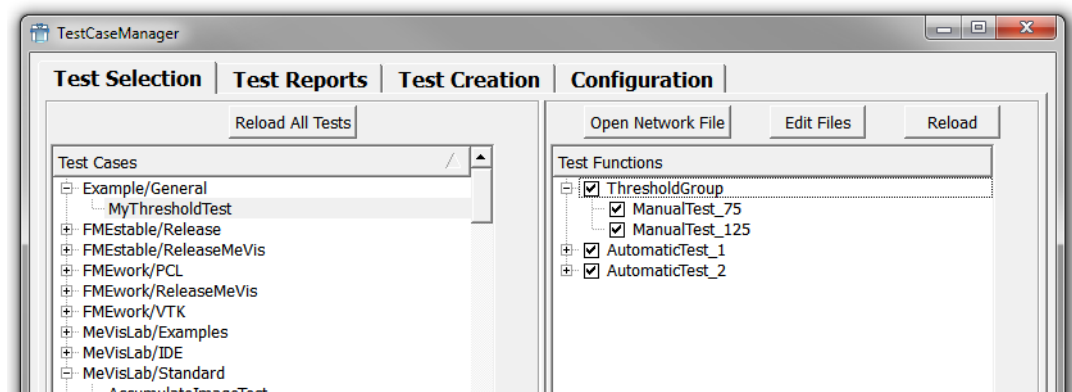 TestCaseManager
Test Selection Test Reports Test Creation Configuration
Reload All Tests
Test Cases
Example/General
MyThresholdTest
FMEstable/Release
FMEstable/ReleaseMeVis
FMEwork/PCL
FMEwork/ReleaseMeVis
FMEwork/VTK
MeVisLab/Examples
MeVisLab/IDE
MeVisLab/Standard
AccumulateImageTest
Open Network File Edit Files Reload
Test Functions
ThresholdGroup
ManualTest_75
ManualTest_125
AutomaticTest_1
AutomaticTest_2